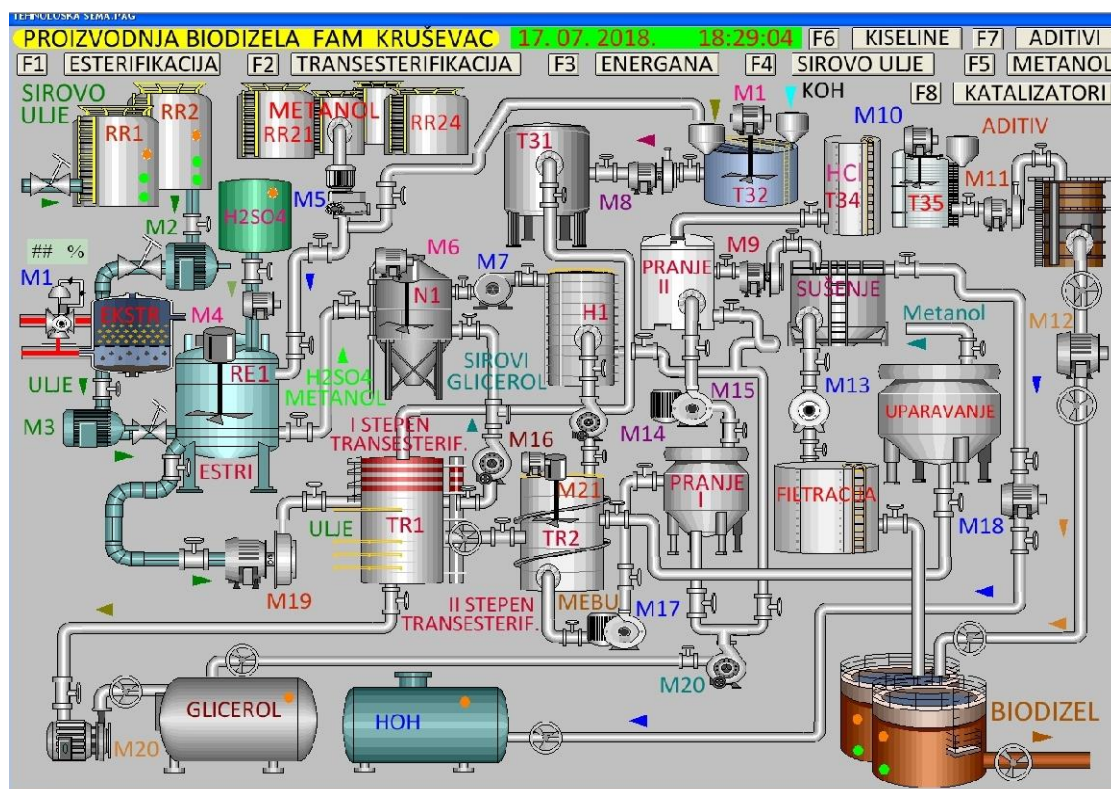 TEHNOLOSKA SEMA.PAG
PROIZVODNJA BIODIZELA FAM KRUŠEVAC
17. 07. 2018. 18:29:04
F6 KISELINE F7 ADITIVI
F1 ESTERIFIKACIJA F2 TRANSESTERIFIKACIJA F3 ENERGANA F4 SIROVO ULJE F5 METANOL
F8 KATALIZATORI
SIROVO
ULJE
RR1
RR2
METANOL
RR21
RR24
T31
M1
KOH
T32
M10
HCl
T34
T35
M11
ADITIV
M2
H2SO4
M5
M8
## %
M1
EKSTR
M4
M6
N1
M7
H1
PRANJE
II
M9
SUŠENJE
Metanol
M12
ULJE
RE1
H2SO4
METANOL
SIROVI
GLICEROL
M3
ESTRI
I STEPEN
TRANSESTERIF.
M16
M14
M15
M13
UPARAVANJE
ULJE
TR1
M21
TR2
PRANJE
I
FILTRACIJA
M18
M19
II STEPEN
TRANSESTERIF.
MEBU
M17
M20
GLICEROL
HOH
M20
BIODIZEL